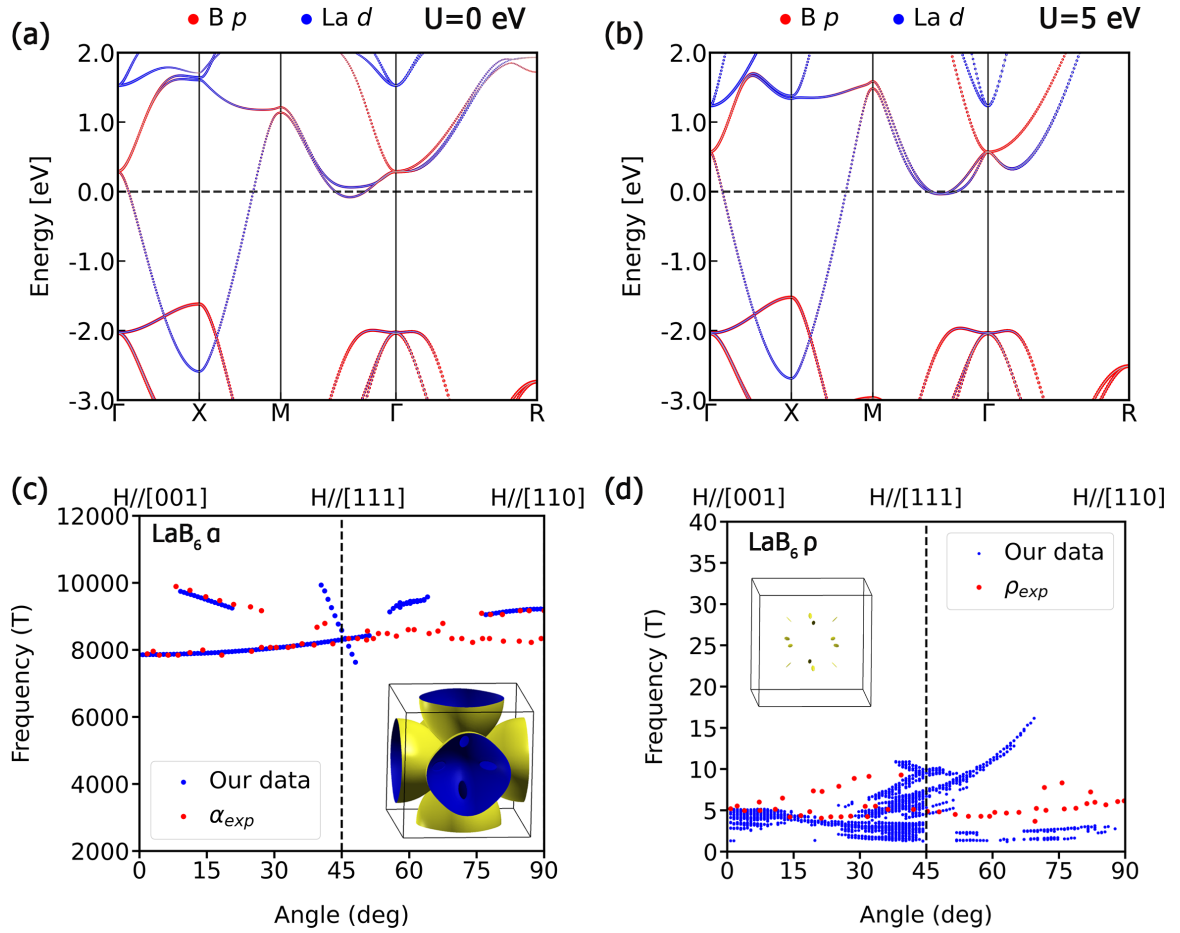 (a)
B p
La d
U=0 eV
Energy [eV]
2.0
1.0
0.0
-1.0
-2.0
-3.0
Γ
X
M
Γ
R
(b)
B p
La d
U=5 eV
Energy [eV]
2.0
1.0
0.0
-1.0
-2.0
-3.0
Γ
X
M
Γ
R
(c)
H//[001]
H//[111]
H//[110]
LaB₆ α
Frequency (T)
12000
10000
8000
6000
4000
2000
Our data
αexp
0
15
30
45
60
75
90
Angle (deg)
(d)
H//[001]
H//[111]
H//[110]
LaB₆ ρ
Our data
ρexp
Frequency (T)
40
35
30
25
20
15
10
5
0
0
15
30
45
60
75
90
Angle (deg)